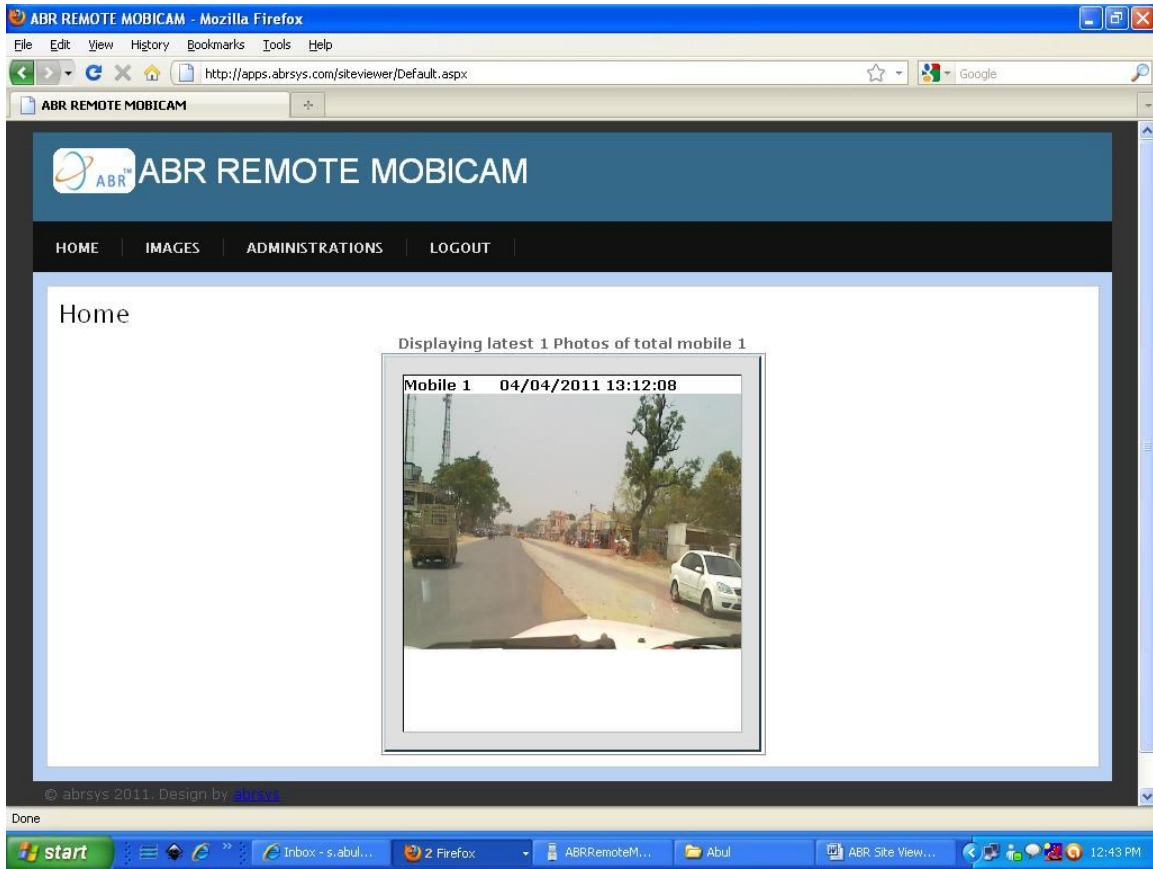 ABR REMOTE MOBICAM - Mozilla Firefox
File Edit View History Bookmarks Tools Help
http://apps.abrsys.com/siteviewer/Default.aspx
Google
ABR REMOTE MOBICAM
ABR™ ABR REMOTE MOBICAM
HOME IMAGES ADMINISTRATIONS LOGOUT
Home
Displaying latest 1 Photos of total mobile 1
Mobile 1 04/04/2011 13:12:08
© abrsys 2011. Design by abrsys
Done
start Inbox - s.abul... 2 Firefox ABRRemoteM... Abul ABR Site View... 12:43 PM